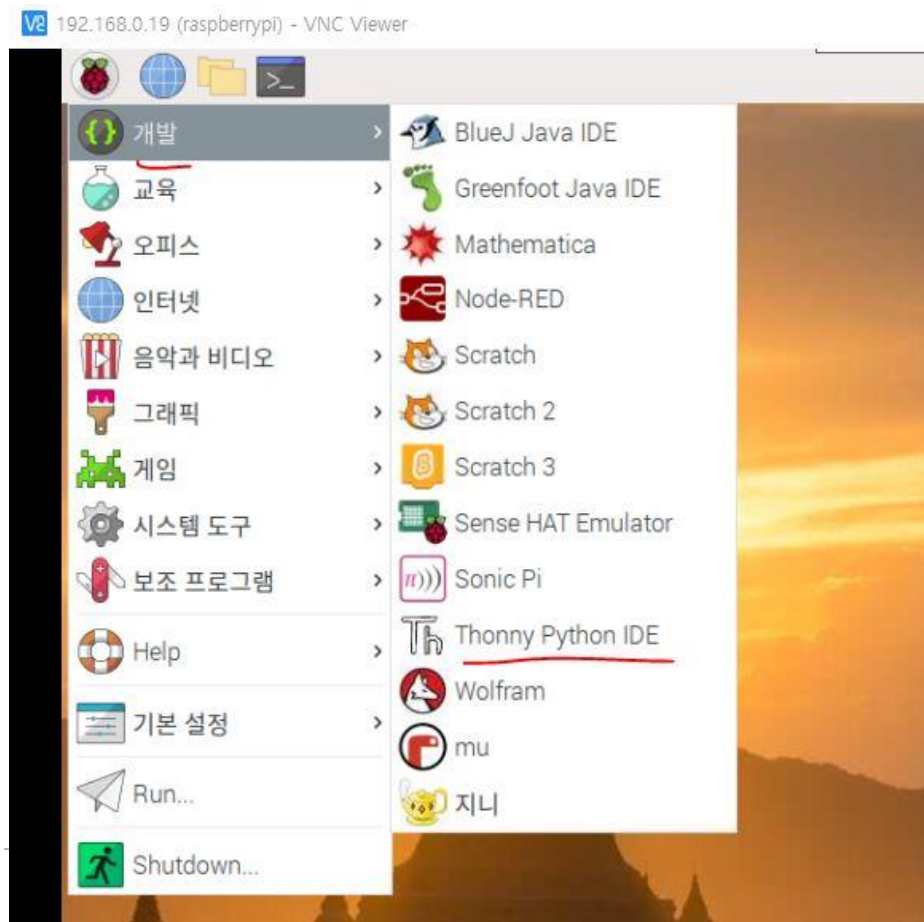 192.168.0.19 (raspberrypi) - VNC Viewer
개발
교육
오피스
인터넷
음악과 비디오
그래픽
게임
시스템 도구
보조 프로그램
Help
기본 설정
Run...
Shutdown...
BlueJ Java IDE
Greenfoot Java IDE
Mathematica
Node-RED
Scratch
Scratch 2
Scratch 3
Sense HAT Emulator
Sonic Pi
Thonny Python IDE
Wolfram
mu
지니